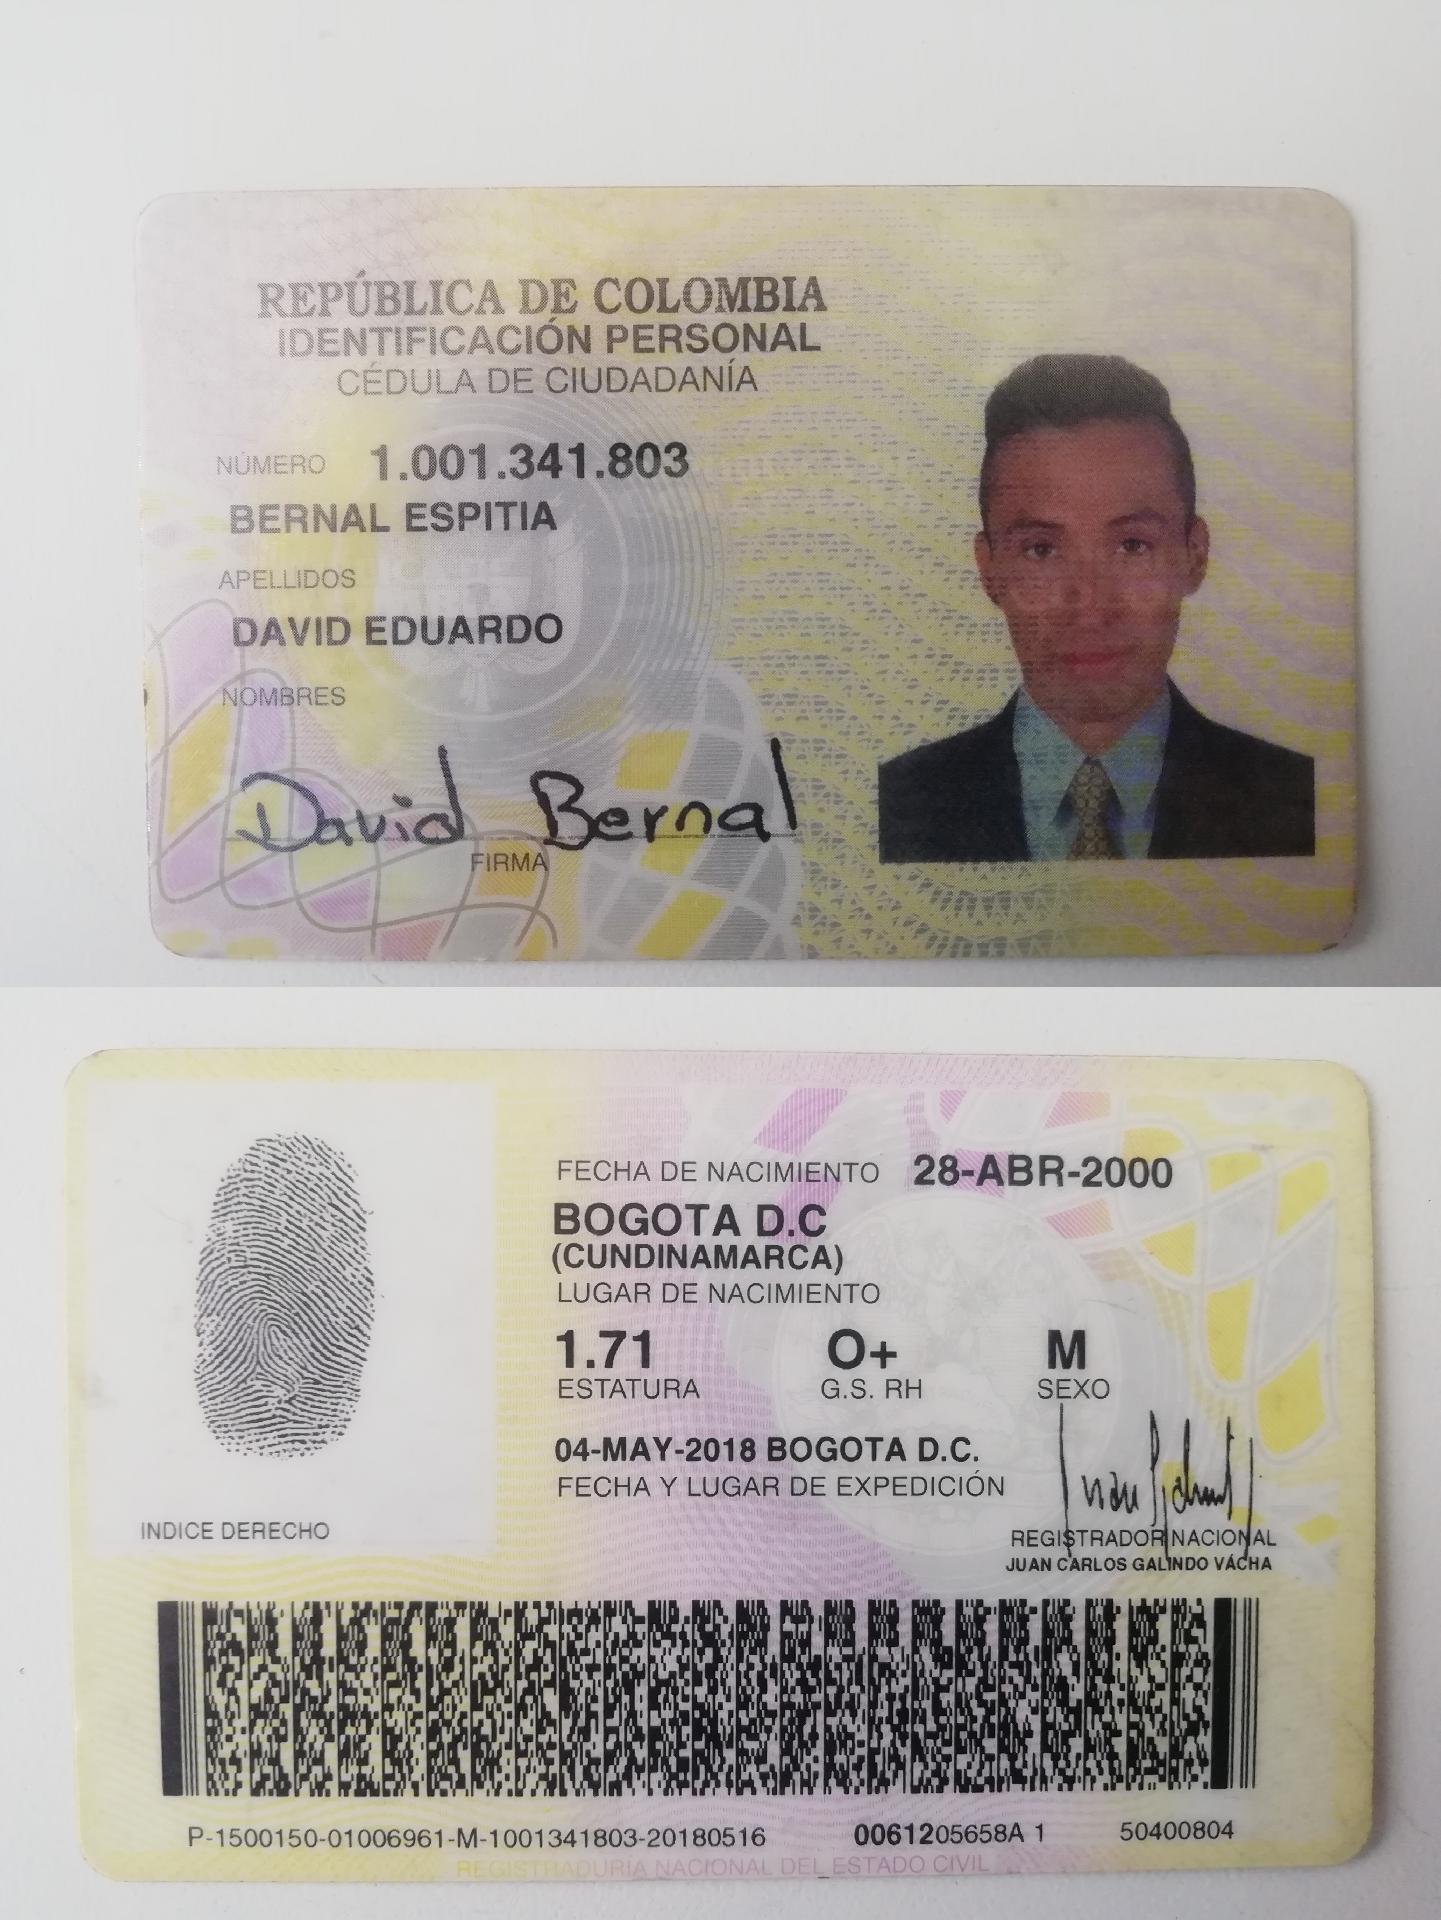 REPÚBLICA DE COLOMBIA
IDENTIFICACIÓN PERSONAL
CÉDULA DE CIUDADANÍA
NÚMERO 1.001.341.803
BERNAL ESPITIA
APELLIDOS
DAVID EDUARDO
NOMBRES
David Bernal
FIRMA
FECHA DE NACIMIENTO 28-ABR-2000
BOGOTA D.C
(CUNDINAMARCA)
LUGAR DE NACIMIENTO
1.71 O+ M
ESTATURA G.S. RH SEXO
04-MAY-2018 BOGOTA D.C.
FECHA Y LUGAR DE EXPEDICIÓN
INDICE DERECHO
REGISTRADOR NACIONAL
JUAN CARLOS GALINDO VÁCHA
P-1500150-01006961-M-1001341803-20180516 0061205658A 1 50400804
REGISTRADURIA NACIONAL DEL ESTADO CIVIL